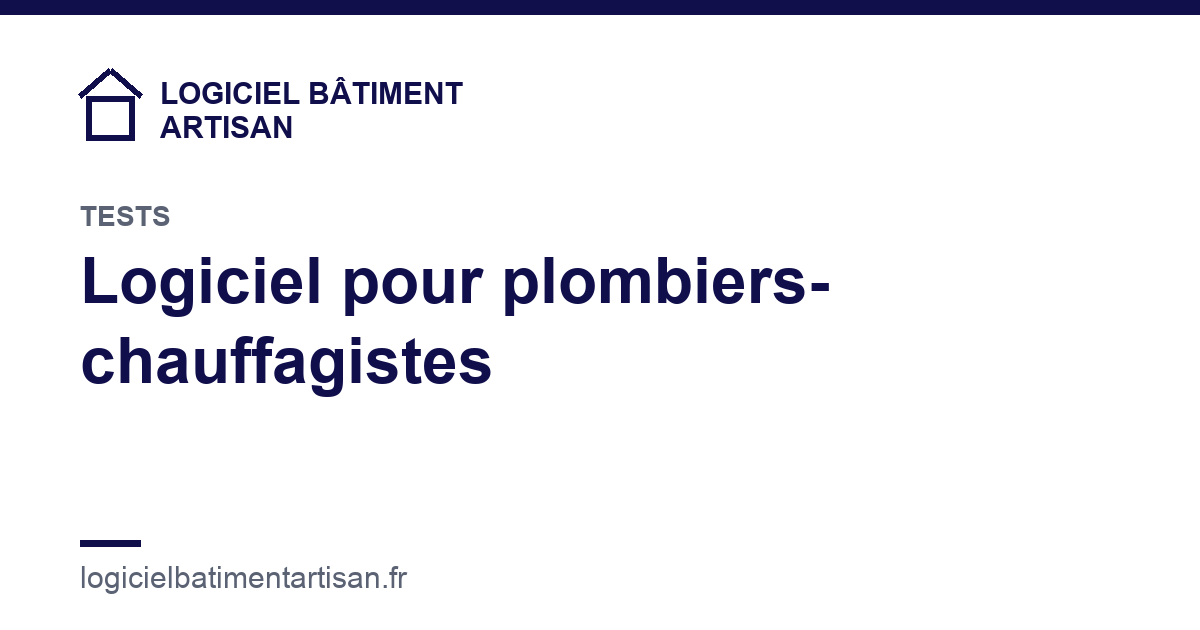 LOGICIEL BÂTIMENT
ARTISAN
TESTS
Logiciel pour plombiers-
chauffagistes
logicielbatimentartisan.fr